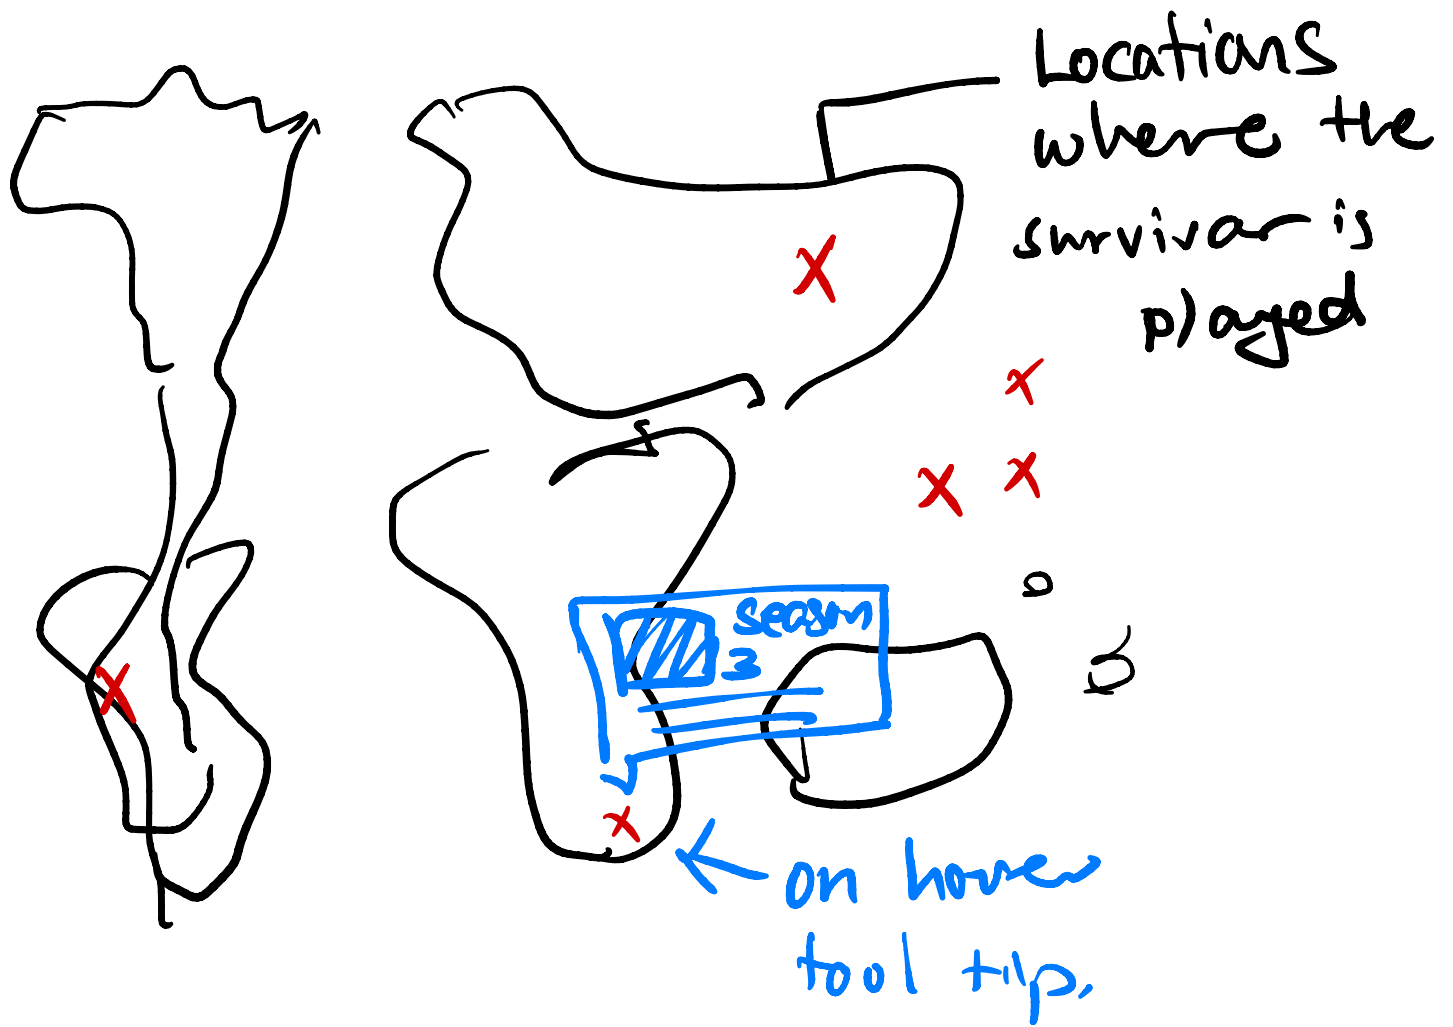 Locations
where the
survivor is
played
season
3
on hover
tool tip.